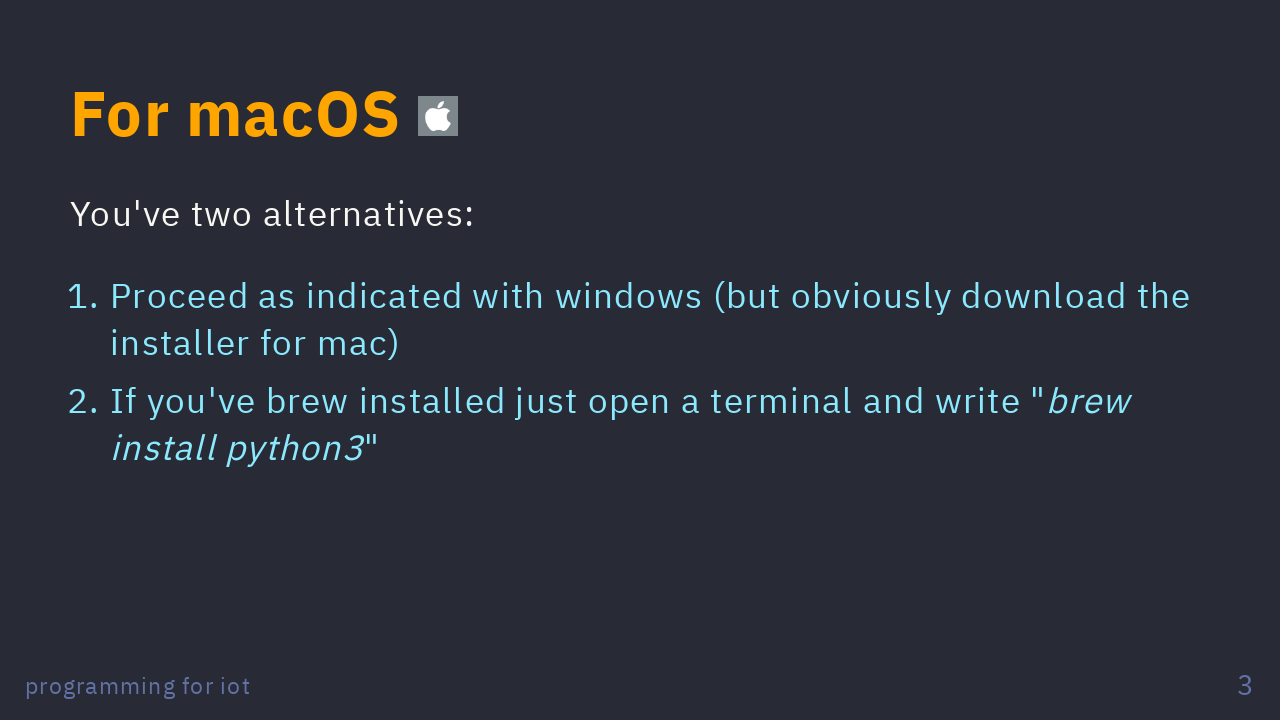 For macOS
You've two alternatives:
1. Proceed as indicated with windows (but obviously download the
installer for mac)
2. If you've brew installed just open a terminal and write "brew
install python3"
programming for iot
3